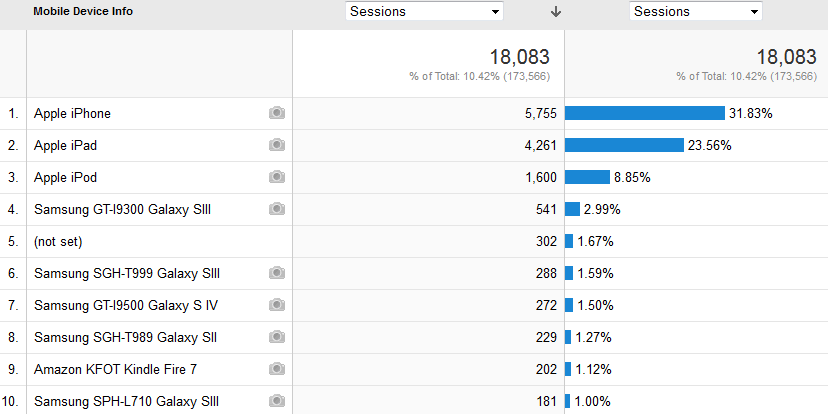 Mobile Device Info Sessions Sessions
18,083 18,083
% of Total: 10.42% (173,566) % of Total: 10.42% (173,566)
1. Apple iPhone 5,755 31.83%
2. Apple iPad 4,261 23.56%
3. Apple iPod 1,600 8.85%
4. Samsung GT-I9300 Galaxy SIII 541 2.99%
5. (not set) 302 1.67%
6. Samsung SGH-T999 Galaxy SIII 288 1.59%
7. Samsung GT-I9500 Galaxy S IV 272 1.50%
8. Samsung SGH-T989 Galaxy SII 229 1.27%
9. Amazon KFOT Kindle Fire 7 202 1.12%
10. Samsung SPH-L710 Galaxy SIII 181 1.00%